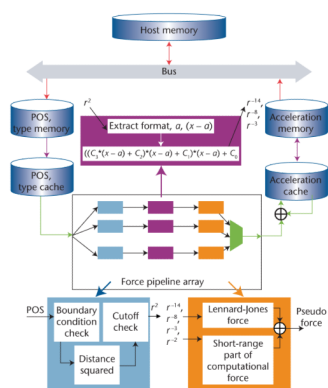 Host memory
Bus
POS,
type memory
r²
Extract format, a, (x – a)
((C₃*(x – a) + C₂)*(x – a) + C₁)*(x – a) + C₀
r⁻¹⁴,
r⁻⁸,
r⁻³
Acceleration
memory
POS,
type cache
Acceleration
cache
Force pipeline array
POS
Boundary
condition
check
Cutoff
check
Distance
squared
r²
r⁻¹⁴,
r⁻⁸,
r⁻³,
r⁻²
Lennard-Jones
force
Short-range
part of
computational
force
Pseudo
force